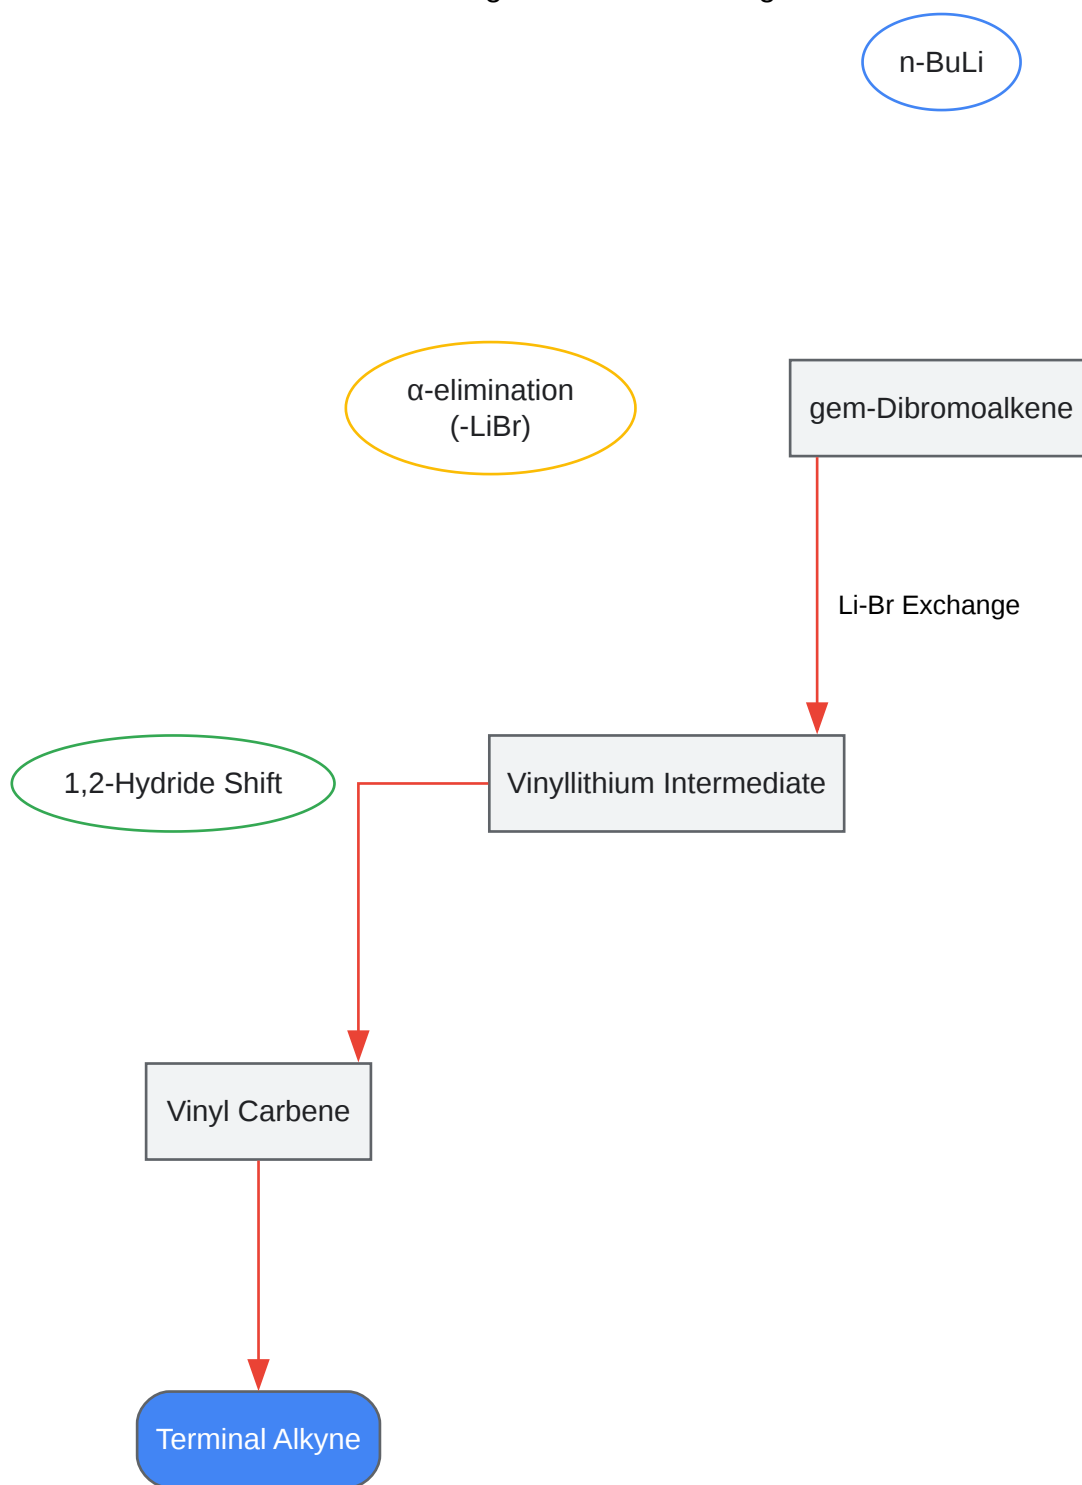 n-BuLi
α-elimination
(-LiBr)
gem-Dibromoalkene
Li-Br Exchange
1,2-Hydride Shift
Vinyllithium Intermediate
Vinyl Carbene
Terminal Alkyne